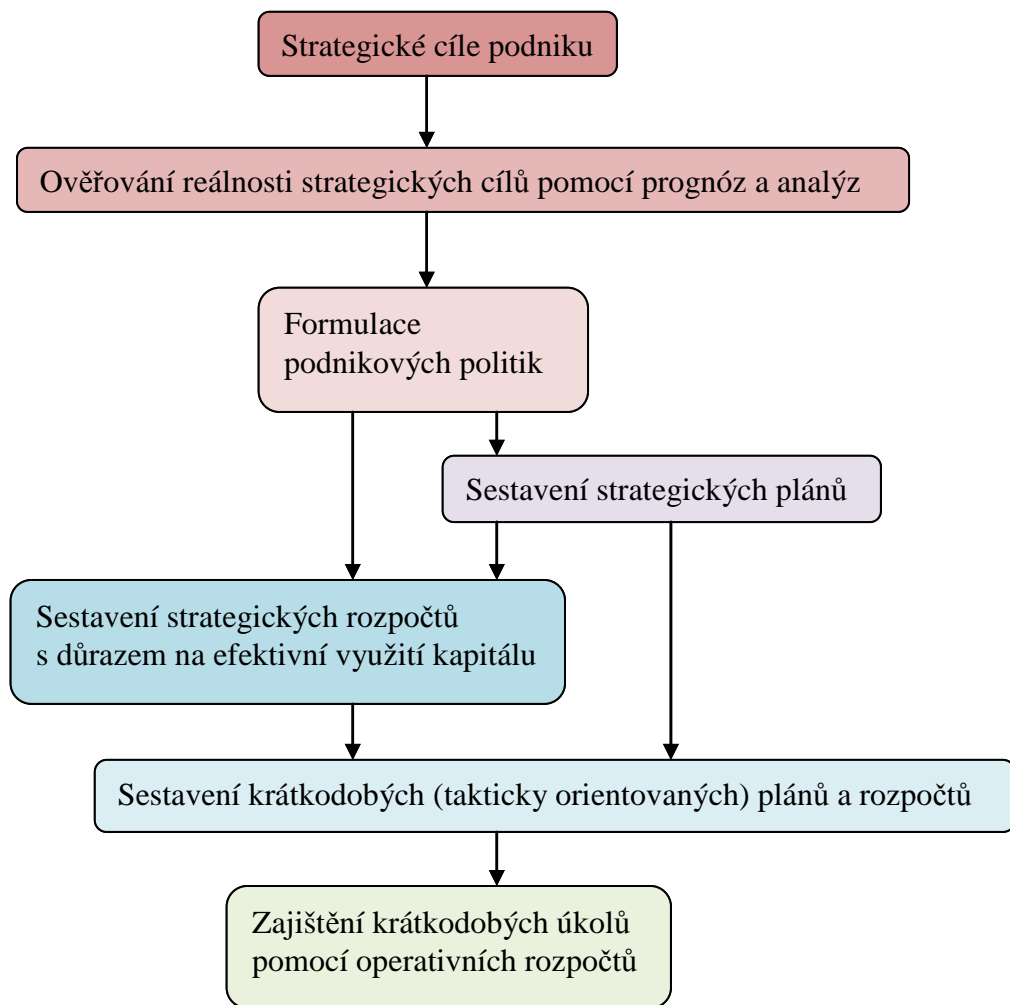 Strategické cíle podniku
Ověřování reálnosti strategických cílů pomocí prognóz a analýz
Formulace
podnikových politik
Sestavení strategických plánů
Sestavení strategických rozpočtů
s důrazem na efektivní využití kapitálu
Sestavení krátkodobých (takticky orientovaných) plánů a rozpočtů
Zajištění krátkodobých úkolů
pomocí operativních rozpočtů